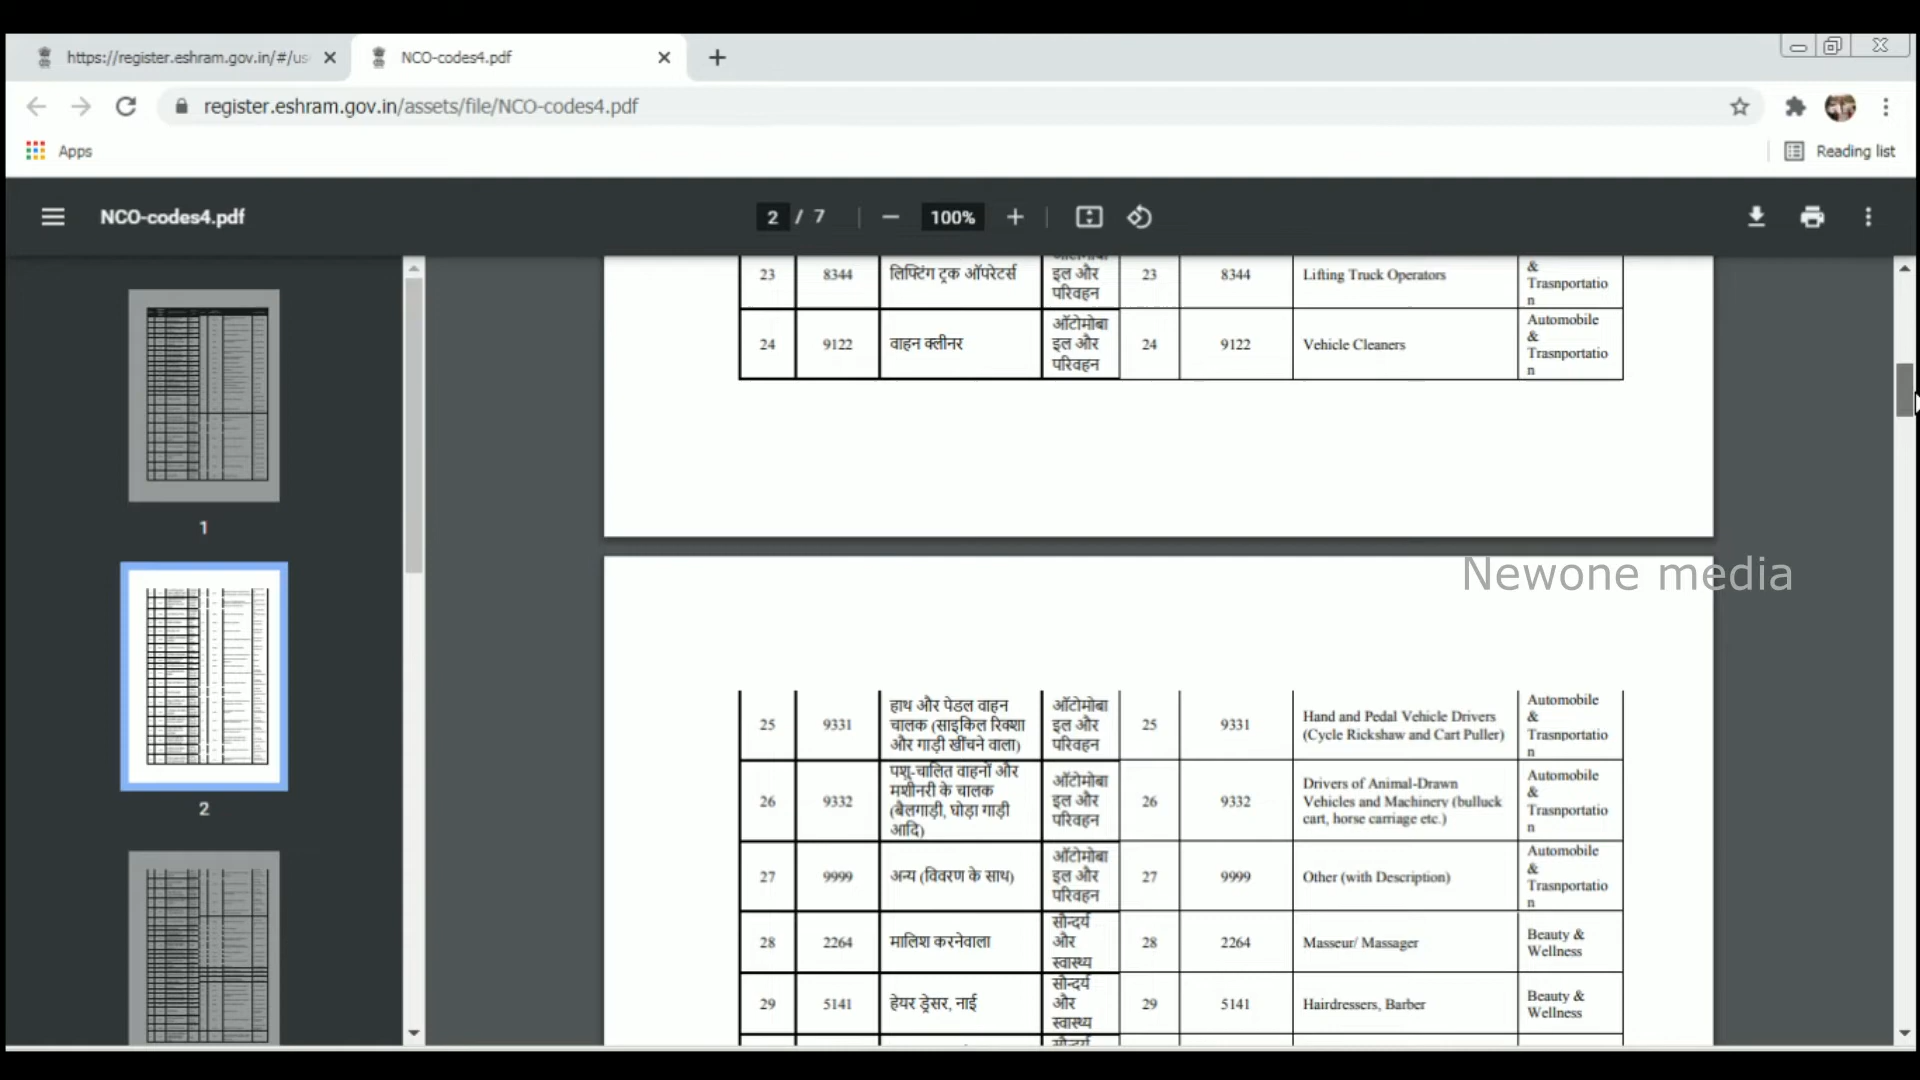 https://register.eshram.gov.in/#/us
NCO-codes4.pdf
register.eshram.gov.in/assets/file/NCO-codes4.pdf
Apps
Reading list
NCO-codes4.pdf
2 / 7
100%
23 8344 लिफ्टिंग ट्रक ऑपरेटर्स इल और परिवहन 23 8344 Lifting Truck Operators & Trasnportatio n
24 9122 वाहन क्लीनर ऑटोमोबा इल और परिवहन 24 9122 Vehicle Cleaners Automobile & Trasnportatio n
1
Newone media
25 9331 हाथ और पेडल वाहन चालक (साइकिल रिक्शा और गाड़ी खींचने वाला) ऑटोमोबा इल और परिवहन 25 9331 Hand and Pedal Vehicle Drivers (Cycle Rickshaw and Cart Puller) Automobile & Trasnportatio n
26 9332 पशु-चालित वाहनों और मशीनरी के चालक (बैलगाड़ी, घोड़ा गाड़ी आदि) ऑटोमोबा इल और परिवहन 26 9332 Drivers of Animal-Drawn Vehicles and Machinery (bulluck cart, horse carriage etc.) Automobile & Trasnportatio n
2
27 9999 अन्य (विवरण के साथ) ऑटोमोबा इल और परिवहन 27 9999 Other (with Description) Automobile & Trasnportatio n
28 2264 मालिश करनेवाला सौन्दर्य और स्वास्थ्य 28 2264 Masseur/ Massager Beauty & Wellness
29 5141 हेयर ड्रेसर, नाई सौन्दर्य और स्वास्थ्य 29 5141 Hairdressers, Barber Beauty & Wellness